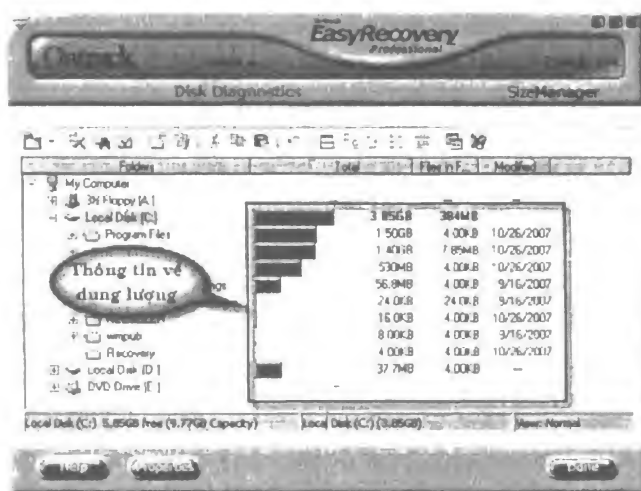 EasyRecovery
Professional
Ontrack
Disk Diagnostics SizeManager
Folders Total Files in F... Modified
My Computer
3½ Floppy (A:)
Local Disk (C:)
Program Files
Thông tin về
dung lượng
wmpub
Recovery
Local Disk (D:)
DVD Drive (E:)
3.85GB 384MB
1.50GB 4.00KB 10/26/2007
1.40GB 7.85MB 10/26/2007
530MB 4.00KB 10/26/2007
56.8MB 4.00KB 9/16/2007
24.0KB 24.0KB 9/16/2007
16.0KB 4.00KB 10/26/2007
8.00KB 4.00KB 9/16/2007
4.00KB 4.00KB 10/26/2007
37.7MB 4.00KB --
Local Disk (C:) 5.85GB free (9.77GB Capacity) Local Disk (C:) (3.85GB) View: Normal
Help Properties Done